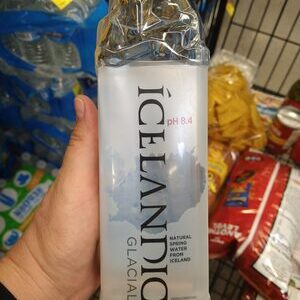 ÍCELANDIC
GLACIAL
pH 8.4
NATURAL
SPRING
WATER
FROM
ICELAND